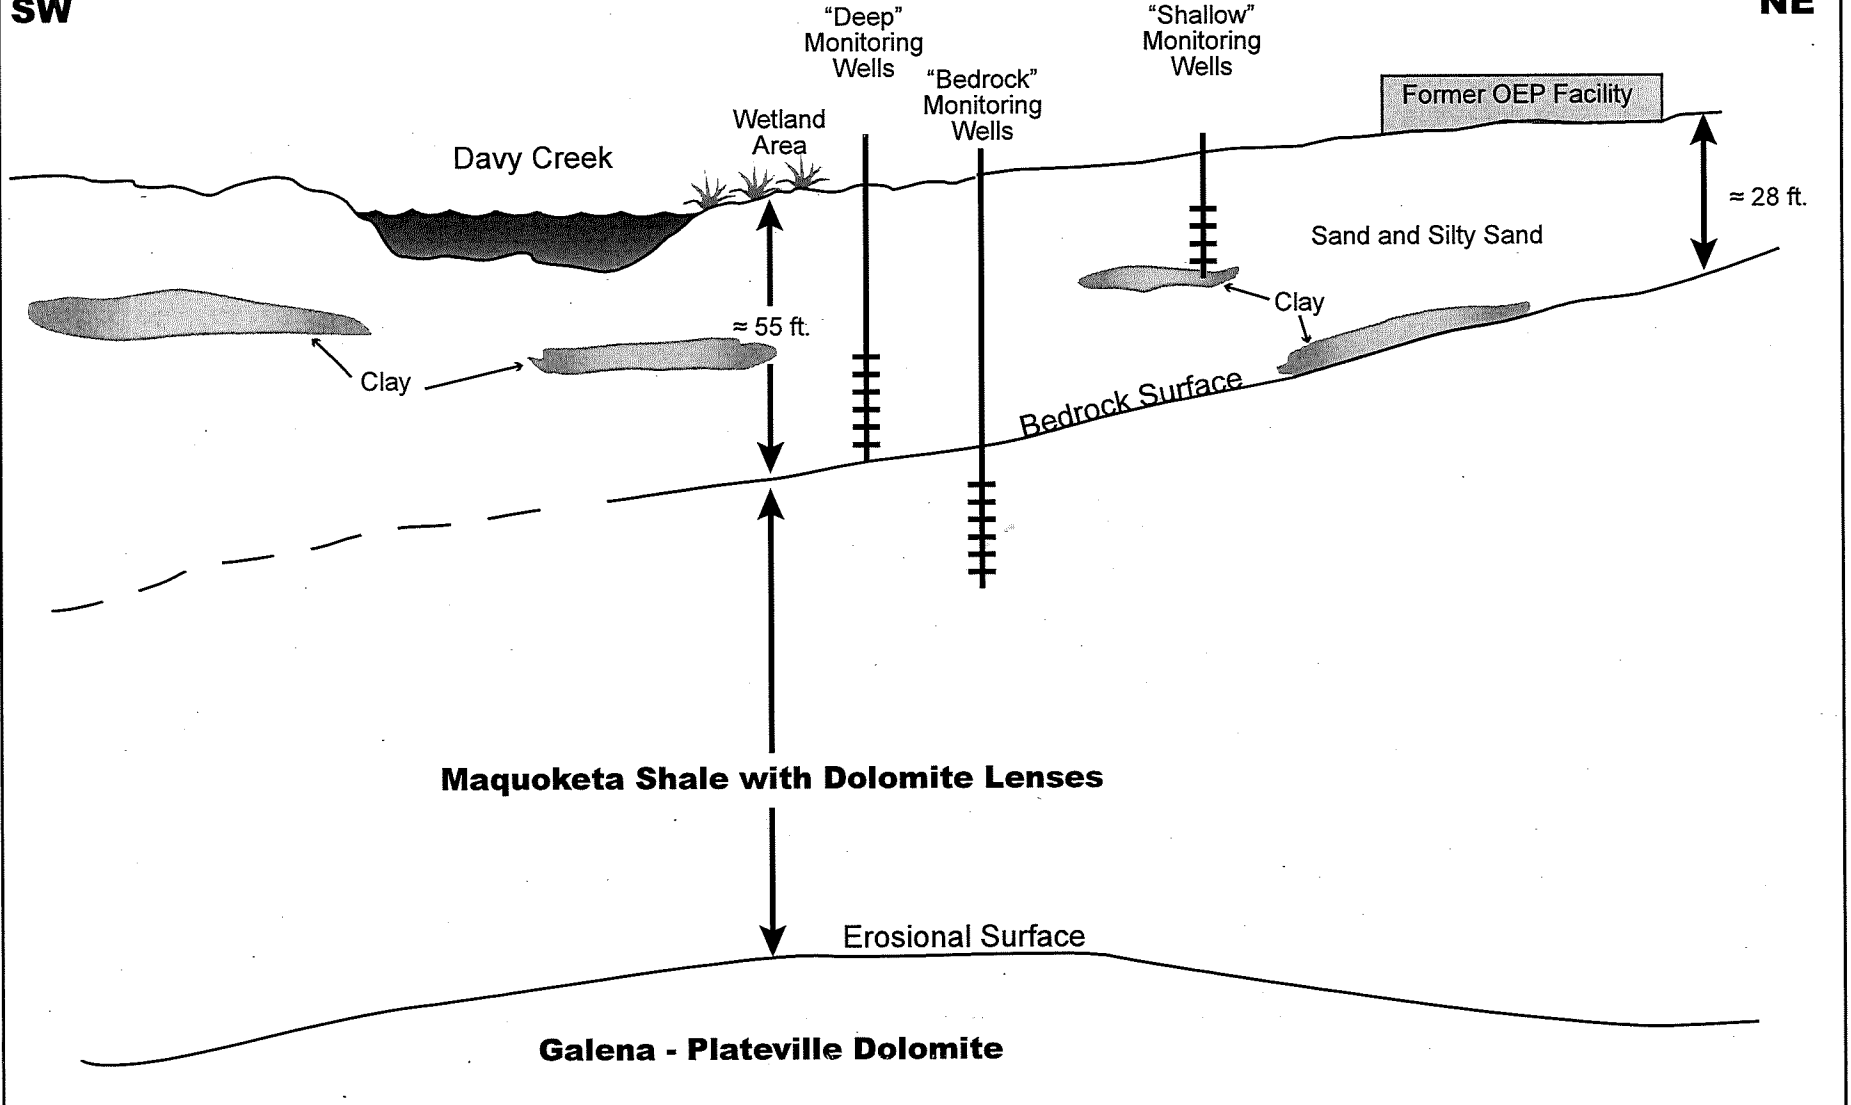 SW
NE
“Deep”
Monitoring
Wells
“Shallow”
Monitoring
Wells
“Bedrock”
Monitoring
Wells
Former OEP Facility
Wetland
Area
Davy Creek
≈ 28 ft.
Sand and Silty Sand
Clay
≈ 55 ft.
Clay
Bedrock Surface
Maquoketa Shale with Dolomite Lenses
Erosional Surface
Galena - Plateville Dolomite